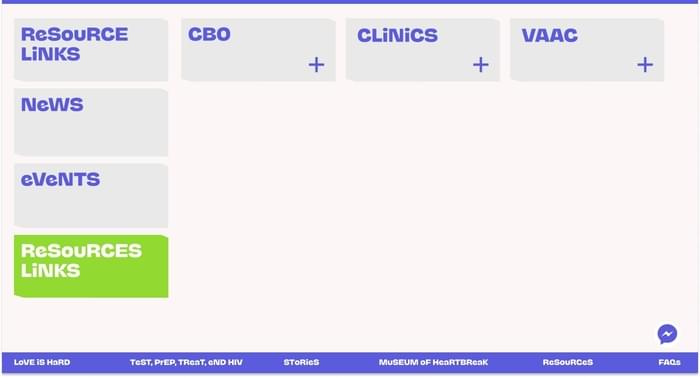 ReSouRCE
LiNKS
CBO
CLiNiCS
VAAC
NeWS
eVeNTS
ReSouRCES
LiNKS
LoVE iS HaRD
TeST, PrEP, TReaT, eND HIV
SToRieS
MuSEUM oF HeaRTBReaK
ReSouRCeS
FAQs